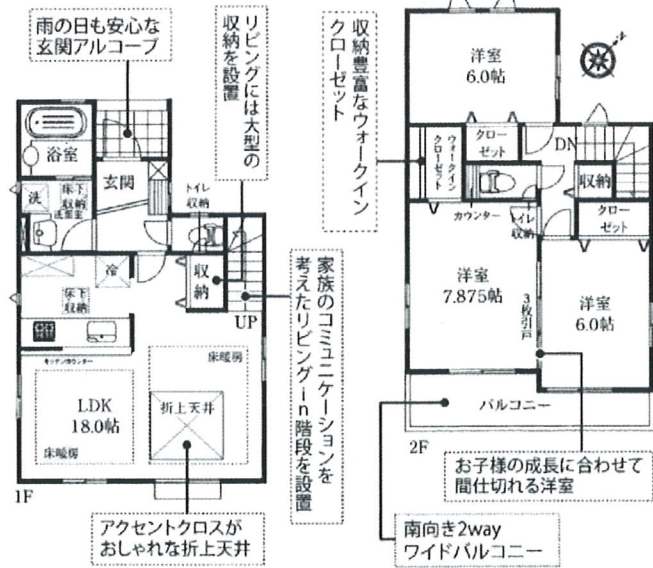 雨の日も安心な
玄関アルコーブ
リビングには大型の
収納を設置
浴室
玄関
洗
床下
収納
洗面室
トイレ
収納
冷
床下
収納
収
納
UP
キッチンカウンター
床暖房
LDK
18.0帖
折上天井
床暖房
1F
アクセントクロスが
おしゃれな折上天井
家族のコミュニケーションを
考えたリビングin階段を設置
収納豊富なウォークイン
クローゼット
洋室
6.0帖
ウォークイン
クローゼット
クロー
ゼット
DN
収納
カウンター
トイレ
収納
クロー
ゼット
洋室
7.875帖
3枚引戸
洋室
6.0帖
バルコニー
2F
お子様の成長に合わせて
間仕切れる洋室
南向き2way
ワイドバルコニー